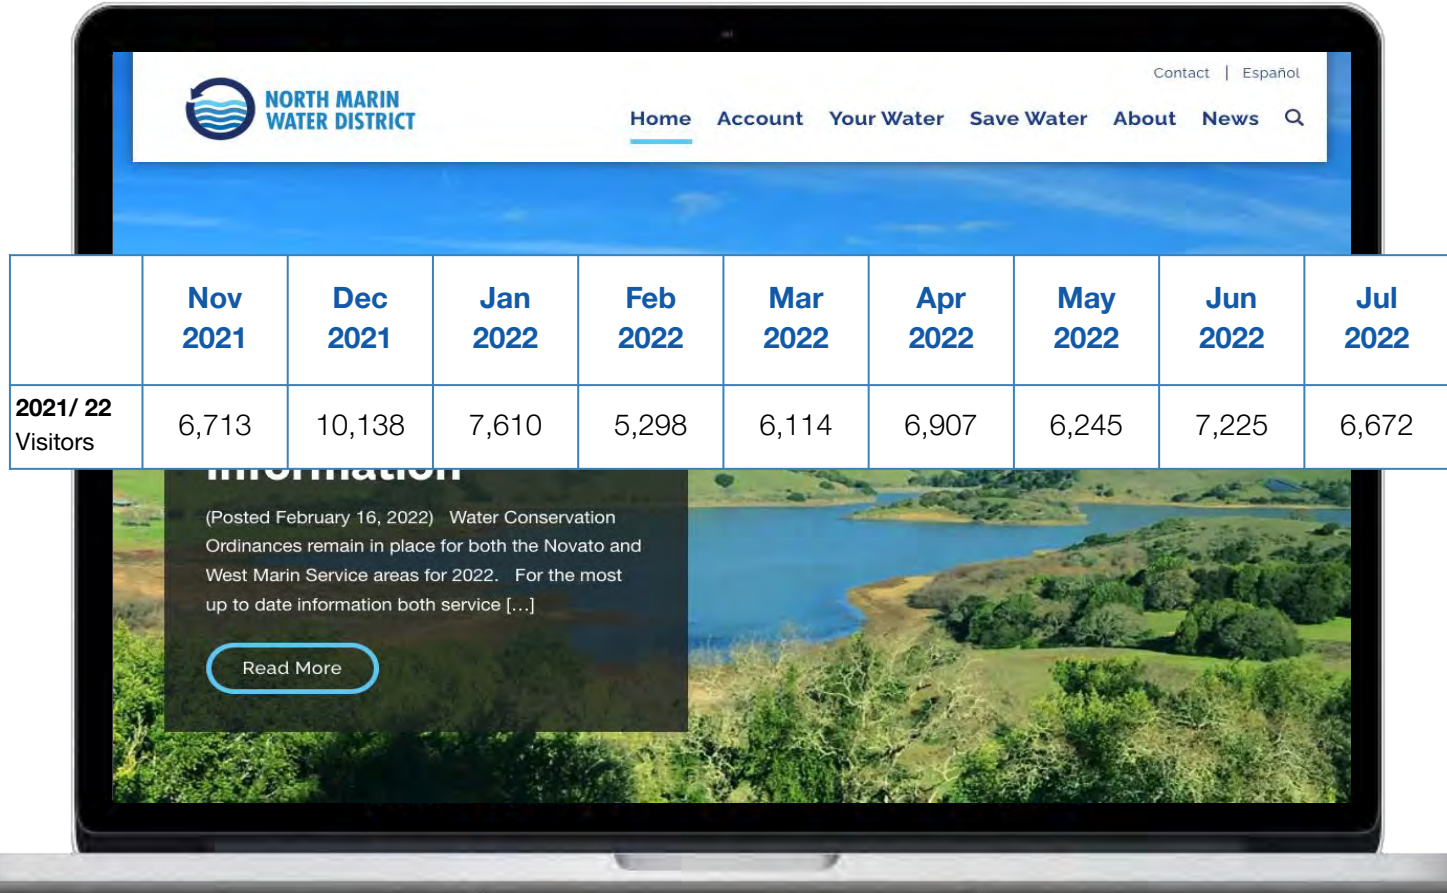 Contact | Español
NORTH MARIN
WATER DISTRICT
Home Account Your Water Save Water About News
Nov 2021 Dec 2021 Jan 2022 Feb 2022 Mar 2022 Apr 2022 May 2022 Jun 2022 Jul 2022
2021/ 22 Visitors 6,713 10,138 7,610 5,298 6,114 6,907 6,245 7,225 6,672
Information
(Posted February 16, 2022) Water Conservation
Ordinances remain in place for both the Novato and
West Marin Service areas for 2022. For the most
up to date information both service […]
Read More